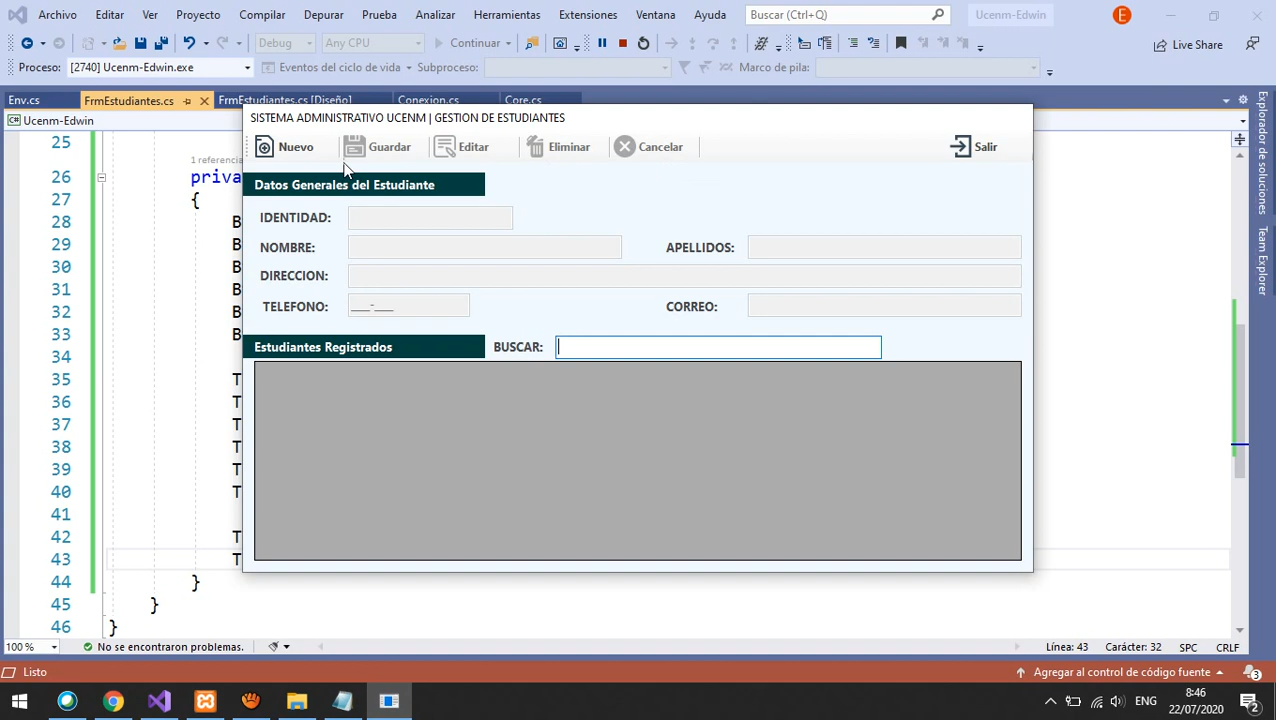 Archivo Editar Ver Proyecto Compilar Depurar Prueba Analizar Herramientas Extensiones Ventana Ayuda Buscar (Ctrl+Q) Ucenm-Edwin E
Debug Any CPU Continuar Live Share
Proceso: [2740] Ucenm-Edwin.exe Eventos del ciclo de vida Subproceso: Marco de pila:
Env.cs FrmEstudiantes.cs FrmEstudiantes.cs [Diseño] Conexion.cs Core.cs
Ucenm-Edwin
SISTEMA ADMINISTRATIVO UCENM | GESTION DE ESTUDIANTES
Nuevo Guardar Editar Eliminar Cancelar Salir
Datos Generales del Estudiante
IDENTIDAD:
NOMBRE: APELLIDOS:
DIRECCION:
TELEFONO: ____-____ CORREO:
Estudiantes Registrados BUSCAR:
25
1 referencia
26 priva
27 {
28 B
29 B
30 B
31 B
32 B
33 B
34
35 T
36 T
37 T
38 T
39 T
40 T
41
42 T
43 T
44 }
45 }
46 }
Explorador de soluciones
Team Explorer
100 % No se encontraron problemas. Línea: 43 Carácter: 32 SPC CRLF
Listo Agregar al control de código fuente 3
ENG 8:46
22/07/2020 2